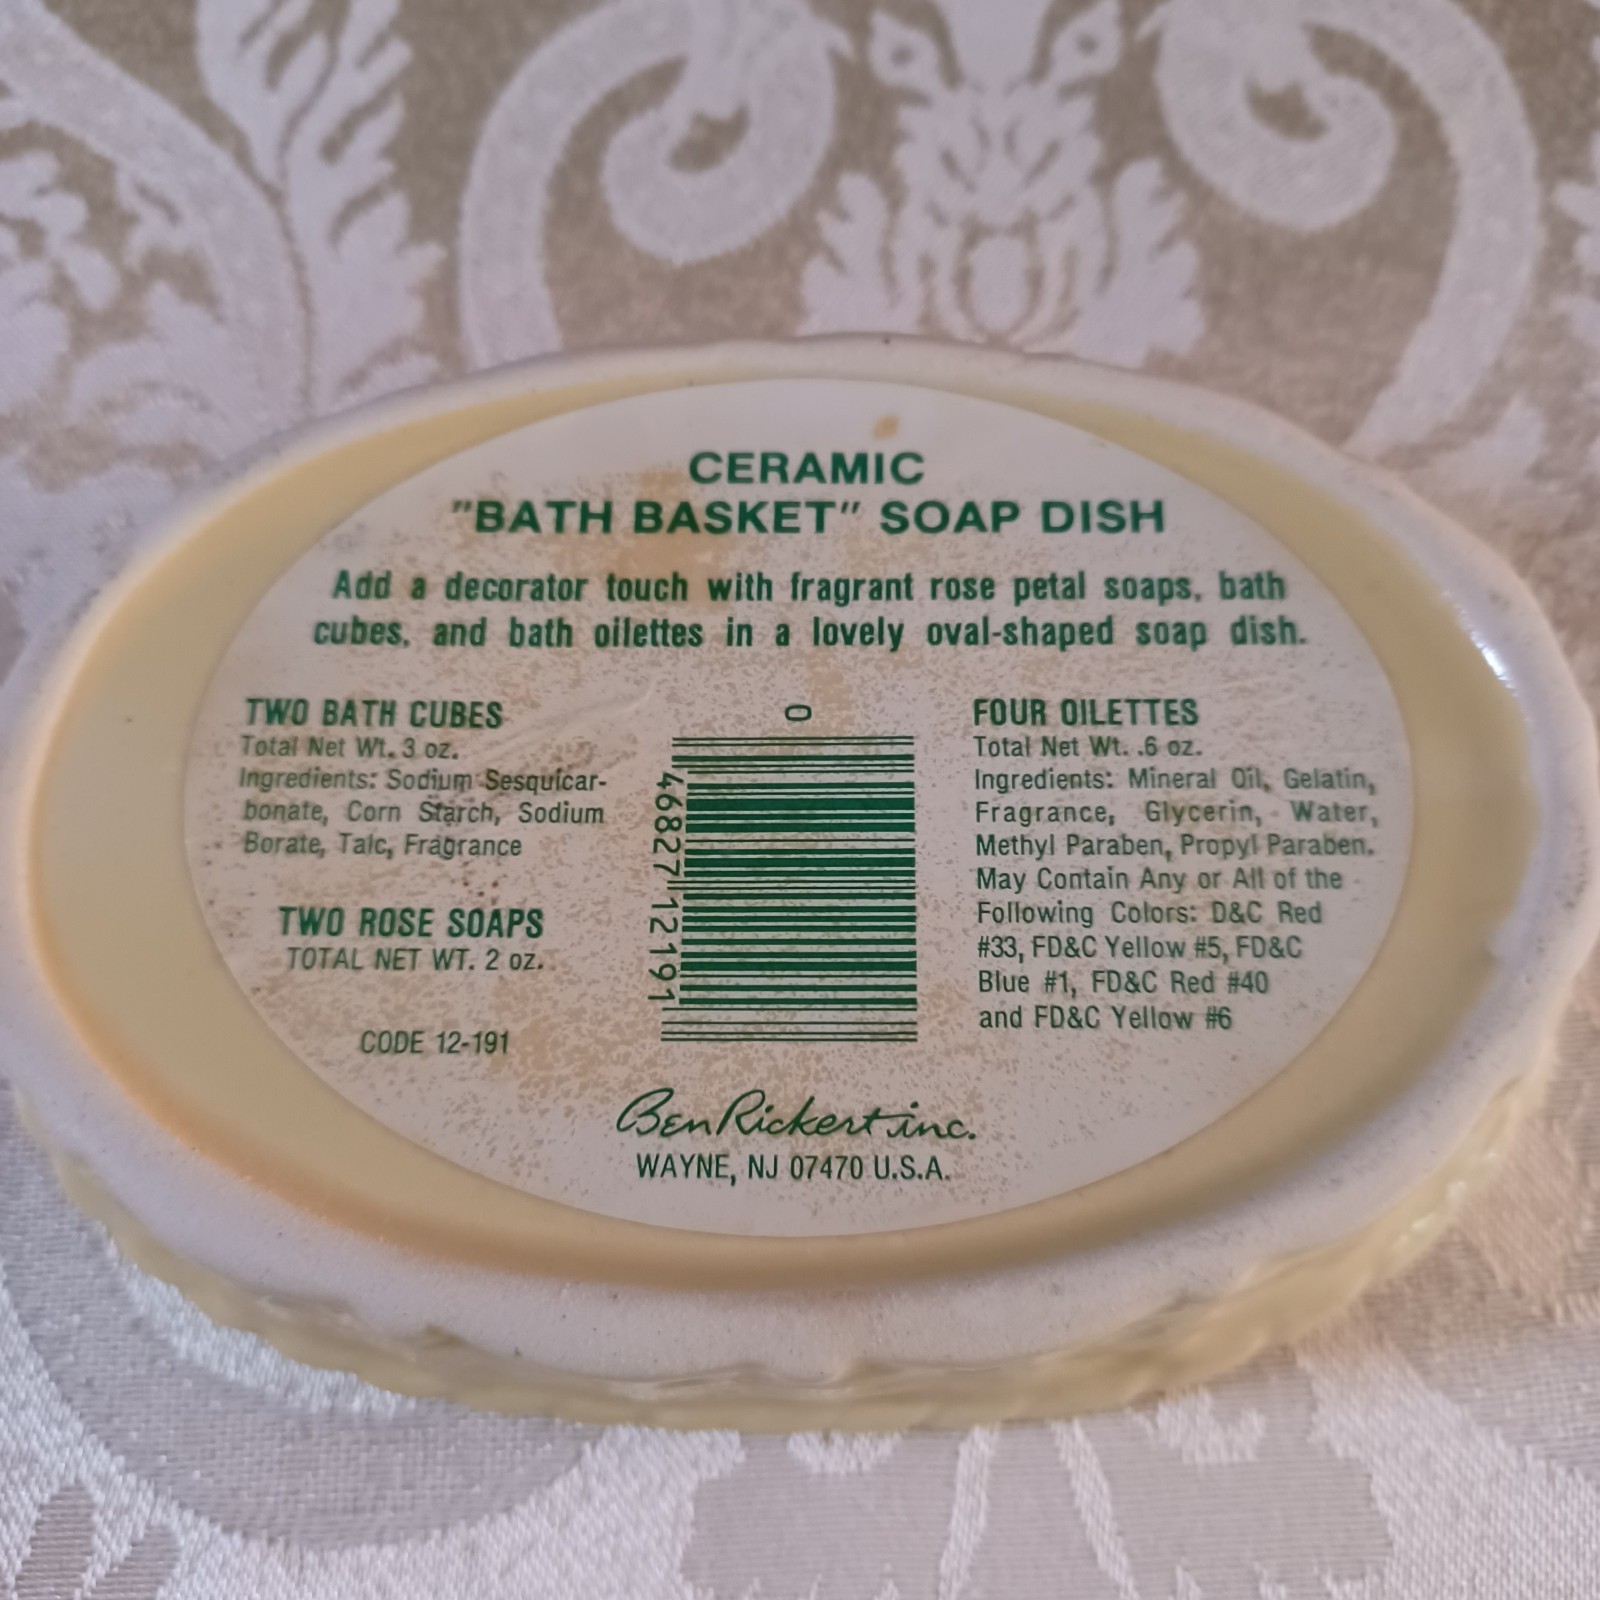 CERAMIC
"BATH BASKET" SOAP DISH
Add a decorator touch with fragrant rose petal soaps, bath
cubes, and bath oilettes in a lovely oval-shaped soap dish.
TWO BATH CUBES
Total Net Wt. 3 oz.
Ingredients: Sodium Sesquicar-
bonate, Corn Starch, Sodium
Borate, Talc, Fragrance
TWO ROSE SOAPS
TOTAL NET WT. 2 oz.
CODE 12-191
0
46827 12191
FOUR OILETTES
Total Net Wt. .6 oz.
Ingredients: Mineral Oil, Gelatin,
Fragrance, Glycerin, Water,
Methyl Paraben, Propyl Paraben.
May Contain Any or All of the
Following Colors: D&C Red
#33, FD&C Yellow #5, FD&C
Blue #1, FD&C Red #40
and FD&C Yellow #6
Ben Rickert inc.
WAYNE, NJ 07470 U.S.A.